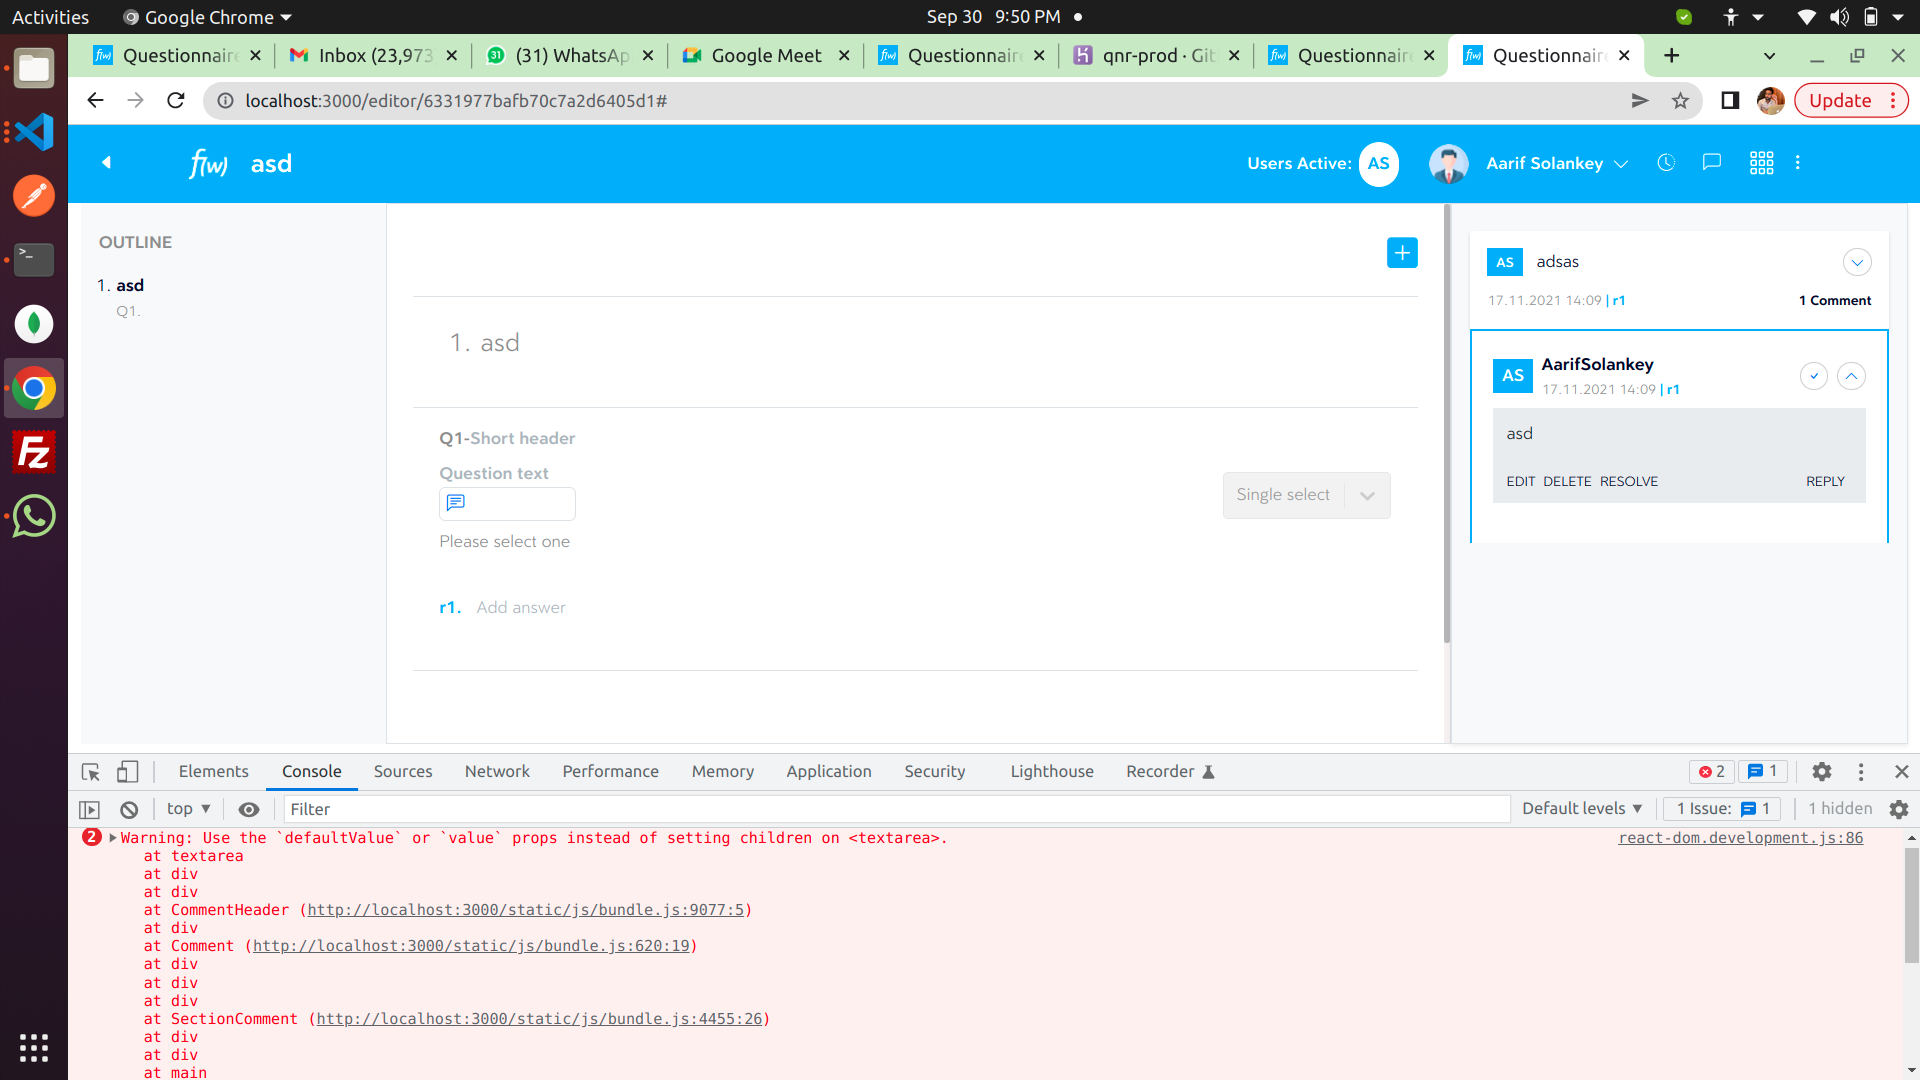 Activities
Google Chrome
Sep 30 9:50 PM
Questionnaire
Inbox (23,973
31
(31) WhatsAp
Google Meet
Questionnaire
qnr-prod · Git
Questionnaire
Questionnaire
localhost:3000/editor/6331977bafb70c7a2d6405d1#
Update
f(w) asd
Users Active: AS
Aarif Solankey
OUTLINE
1. asd
Q1.
1. asd
Q1-Short header
Question text
Single select
Please select one
r1. Add answer
AS adsas
17.11.2021 14:09 | r1
1 Comment
AS AarifSolankey
17.11.2021 14:09 | r1
asd
EDIT DELETE RESOLVE REPLY
Elements Console Sources Network Performance Memory Application Security Lighthouse Recorder
2 1
top Filter Default levels 1 Issue: 1 1 hidden
2 Warning: Use the `defaultValue` or `value` props instead of setting children on <textarea>. react-dom.development.js:86
at textarea
at div
at div
at CommentHeader (http://localhost:3000/static/js/bundle.js:9077:5)
at div
at Comment (http://localhost:3000/static/js/bundle.js:620:19)
at div
at div
at div
at SectionComment (http://localhost:3000/static/js/bundle.js:4455:26)
at div
at div
at main